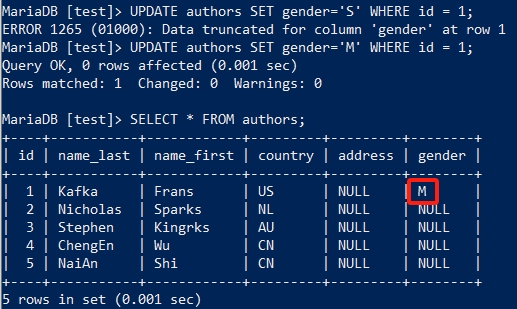 MariaDB [test]> UPDATE authors SET gender='S' WHERE id = 1;
ERROR 1265 (01000): Data truncated for column 'gender' at row 1
MariaDB [test]> UPDATE authors SET gender='M' WHERE id = 1;
Query OK, 0 rows affected (0.001 sec)
Rows matched: 1  Changed: 0  Warnings: 0

MariaDB [test]> SELECT * FROM authors;
+----+-----------+------------+---------+---------+--------+
| id | name_last | name_first | country | address | gender |
+----+-----------+------------+---------+---------+--------+
|  1 | Kafka     | Frans      | US      | NULL    | M      |
|  2 | Nicholas  | Sparks     | NL      | NULL    | NULL   |
|  3 | Stephen   | Kingrks    | AU      | NULL    | NULL   |
|  4 | ChengEn   | Wu         | CN      | NULL    | NULL   |
|  5 | NaiAn     | Shi        | CN      | NULL    | NULL   |
+----+-----------+------------+---------+---------+--------+
5 rows in set (0.001 sec)